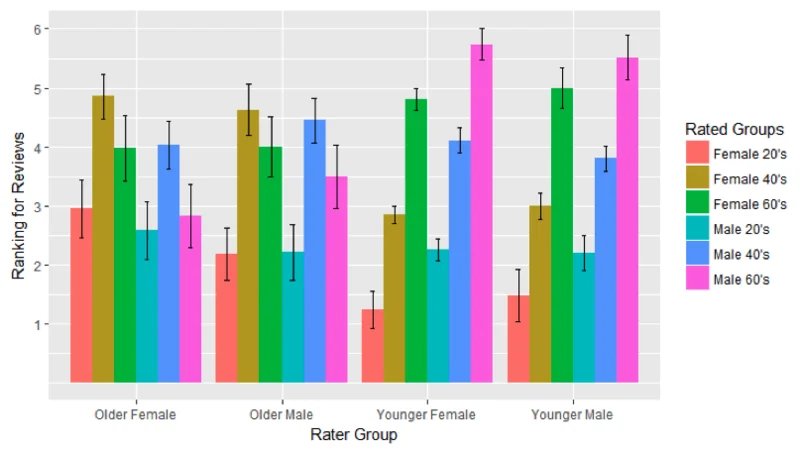 6
5
4
3
2
1
Ranking for Reviews
Older Female
Older Male
Younger Female
Younger Male
Rater Group
Rated Groups
Female 20's
Female 40's
Female 60's
Male 20's
Male 40's
Male 60's